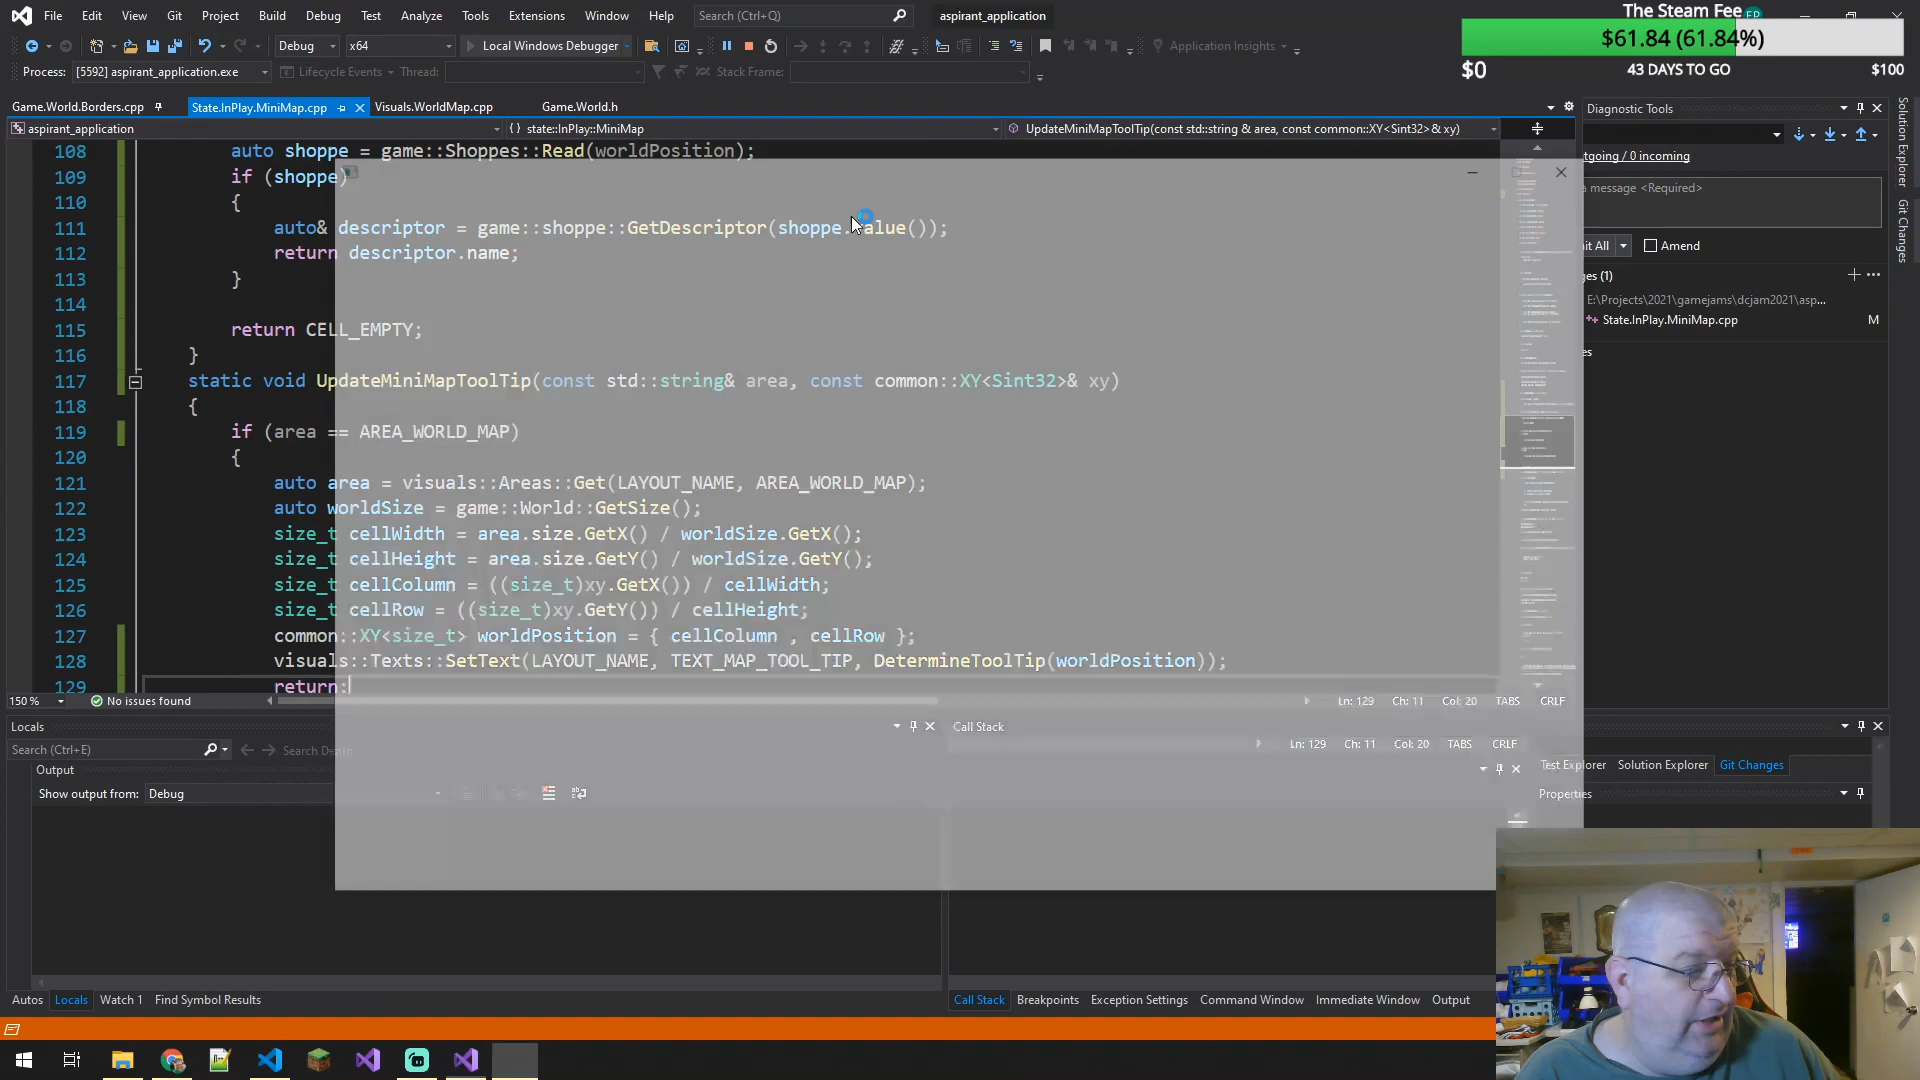 File Edit View Git Project Build Debug Test Analyze Tools Extensions Window Help Search (Ctrl+Q) aspirant_application
The Steam Fee
$61.84 (61.84%)
$0 43 DAYS TO GO $100
Debug x64 Local Windows Debugger Application Insights
Process: [5592] aspirant_application.exe Lifecycle Events Thread: Stack Frame:
Game.World.Borders.cpp State.InPlay.MiniMap.cpp Visuals.WorldMap.cpp Game.World.h
Diagnostic Tools
aspirant_application state::InPlay::MiniMap UpdateMiniMapToolTip(const std::string & area, const common::XY<Sint32> & xy)
108 auto shoppe = game::Shoppes::Read(worldPosition);
109 if (shoppe)
110 {
111 auto& descriptor = game::shoppe::GetDescriptor(shoppe.value());
112 return descriptor.name;
113 }
114
115 return CELL_EMPTY;
116 }
117 static void UpdateMiniMapToolTip(const std::string& area, const common::XY<Sint32>& xy)
118 {
119 if (area == AREA_WORLD_MAP)
120 {
121 auto area = visuals::Areas::Get(LAYOUT_NAME, AREA_WORLD_MAP);
122 auto worldSize = game::World::GetSize();
123 size_t cellWidth = area.size.GetX() / worldSize.GetX();
124 size_t cellHeight = area.size.GetY() / worldSize.GetY();
125 size_t cellColumn = ((size_t)xy.GetX()) / cellWidth;
126 size_t cellRow = ((size_t)xy.GetY()) / cellHeight;
127 common::XY<size_t> worldPosition = { cellColumn , cellRow };
128 visuals::Texts::SetText(LAYOUT_NAME, TEXT_MAP_TOOL_TIP, DetermineToolTip(worldPosition));
129 return;
tgoing / 0 incoming
a message <Required>
it All Amend
ges (1)
E:\Projects\2021\gamejams\dcjam2021\asp...
State.InPlay.MiniMap.cpp M
es
Solution Explorer
Git Changes
150 % No issues found Ln: 129 Ch: 11 Col: 20 TABS CRLF
Locals Call Stack
Search (Ctrl+E) Search
Ln: 129 Ch: 11 Col: 20 TABS CRLF
Output
Show output from: Debug
Test Explorer Solution Explorer Git Changes
Properties
Autos Locals Watch 1 Find Symbol Results
Call Stack Breakpoints Exception Settings Command Window Immediate Window Output